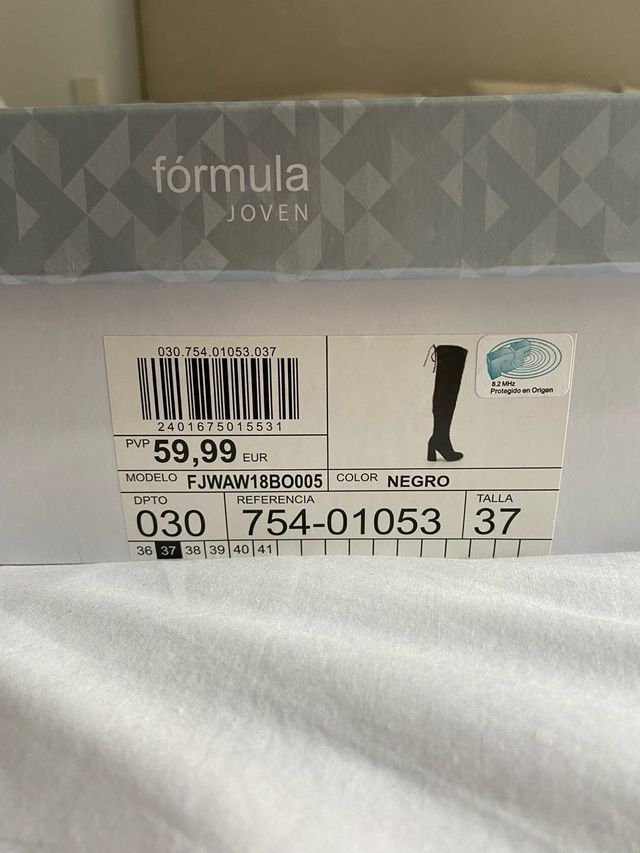 fórmula
JOVEN
030.754.01053.037
2401675015531
PVP 59,99 EUR
RF
8.2 MHz
Protegido en Origen
MODELO FJWAW18BO005
COLOR NEGRO
DPTO
030
REFERENCIA
754-01053
TALLA
37
36 37 38 39 40 41